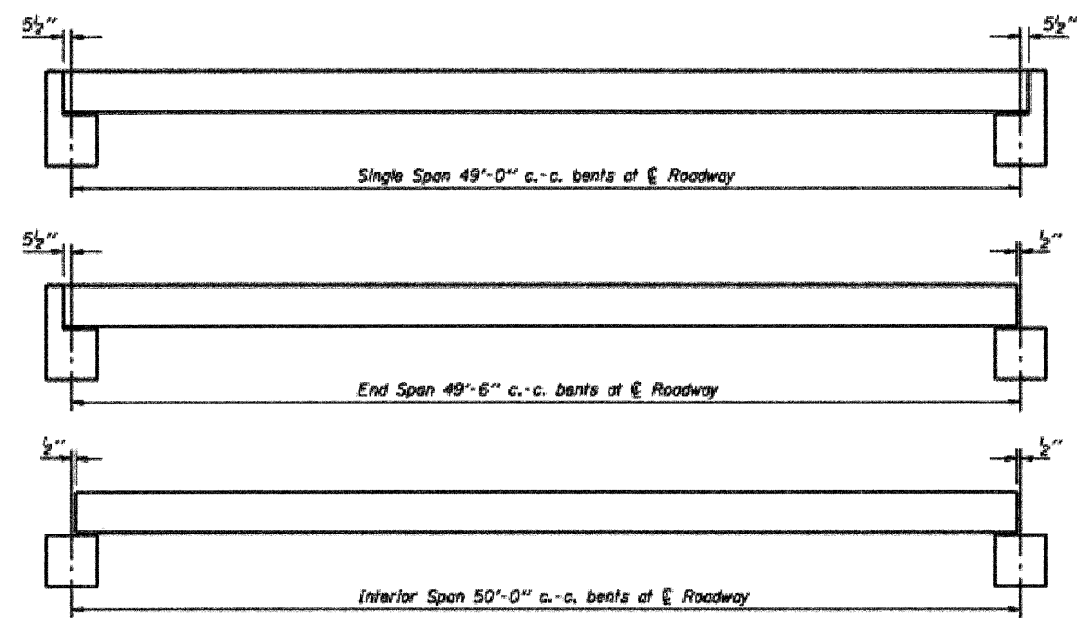 5½" 5½"
Single Span 49'-0" c.-c. bents at ℄ Roadway
5½" ½"
End Span 49'-6" c.-c. bents at ℄ Roadway
½" ½"
Interior Span 50'-0" c.-c. bents at ℄ Roadway